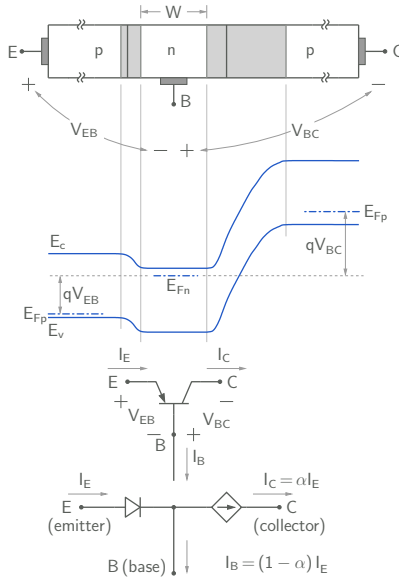 W
E p n p C
B
+ V_EB − + V_BC −
E_Fp
E_c
qV_BC
E_Fn
qV_EB
E_Fp
E_v
I_E I_C
E C
+ −
V_EB V_BC
− +
B
I_B
I_E I_C=αI_E
E C
(emitter) (collector)
B (base) I_B = (1 − α) I_E